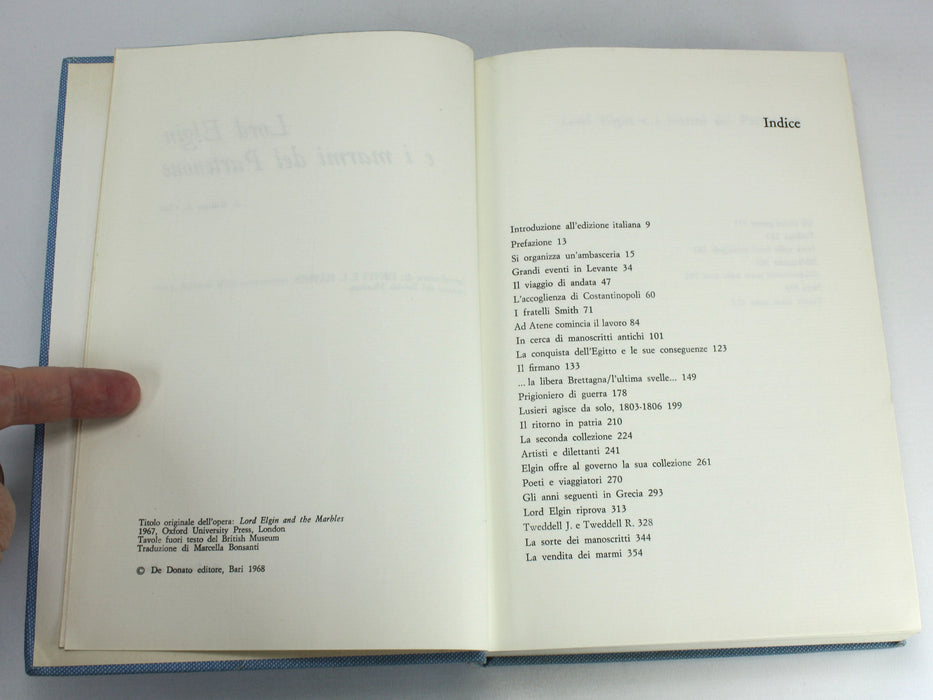 Lord Elgin
e i marmi del Partenone
Titolo originale dell'opera: Lord Elgin and the Marbles
1967, Oxford University Press, London
Tavole fuori testo del British Museum
Traduzione di Marcella Bonsanti
© De Donato editore, Bari 1968
Indice
Introduzione all'edizione italiana 9
Prefazione 13
Si organizza un'ambasceria 15
Grandi eventi in Levante 34
Il viaggio di andata 47
L'accoglienza di Costantinopoli 60
I fratelli Smith 71
Ad Atene comincia il lavoro 84
In cerca di manoscritti antichi 101
La conquista dell'Egitto e le sue conseguenze 123
Il firmano 133
...la libera Brettagna/l'ultima svelle... 149
Prigioniero di guerra 178
Lusieri agisce da solo, 1803-1806 199
Il ritorno in patria 210
La seconda collezione 224
Artisti e dilettanti 241
Elgin offre al governo la sua collezione 261
Poeti e viaggiatori 270
Gli anni seguenti in Grecia 293
Lord Elgin riprova 313
Tweddell J. e Tweddell R. 328
La sorte dei manoscritti 344
La vendita dei marmi 354